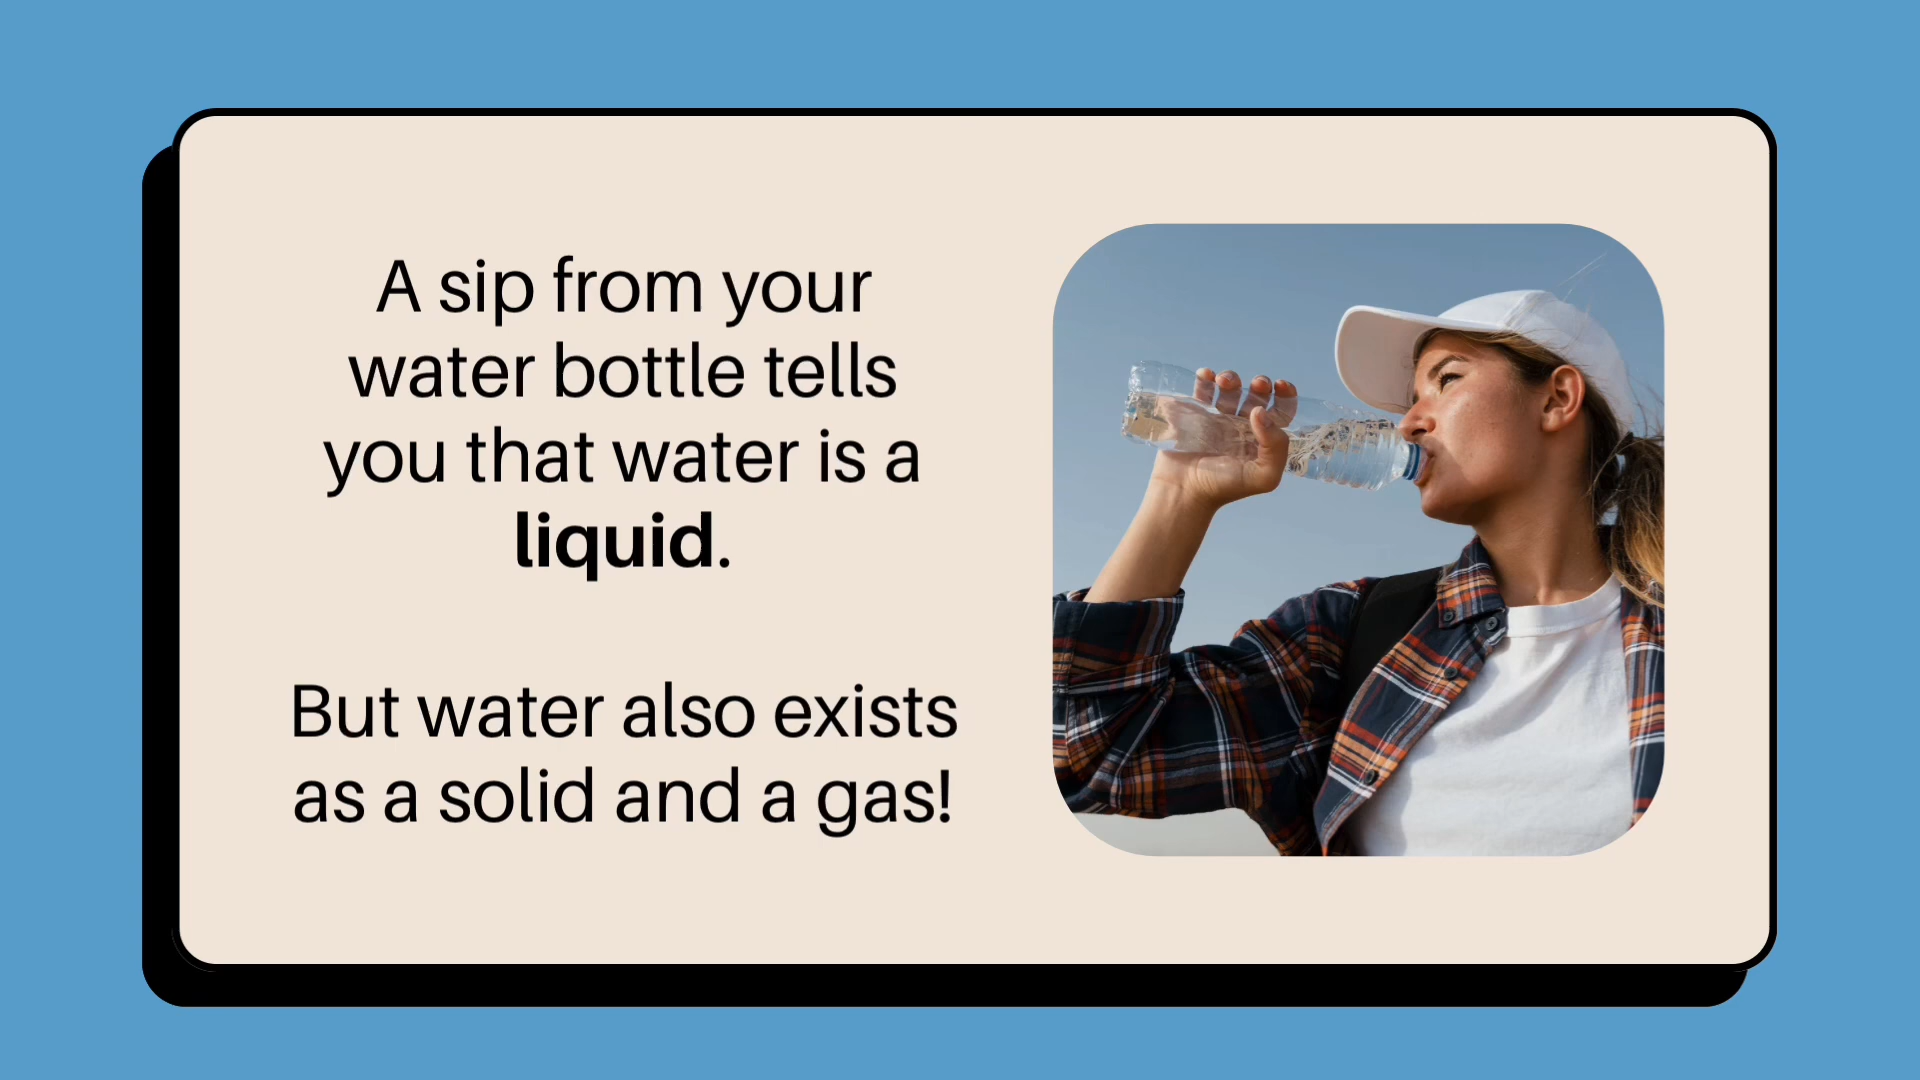 A sip from your
water bottle tells
you that water is a
liquid.
But water also exists
as a solid and a gas!